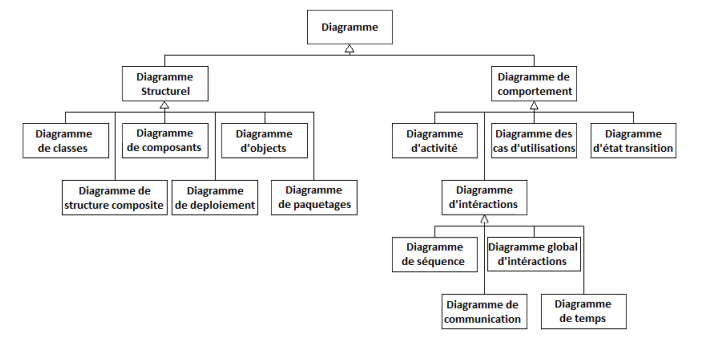 Diagramme
Diagramme
Structurel
Diagramme de
comportement
Diagramme
de classes
Diagramme
de composants
Diagramme
d'objects
Diagramme
d'activité
Diagramme des
cas d'utilisations
Diagramme
d'état transition
Diagramme de
structure composite
Diagramme
de deploiement
Diagramme
de paquetages
Diagramme
d'intéractions
Diagramme
de séquence
Diagramme global
d'intéractions
Diagramme de
communication
Diagramme
de temps